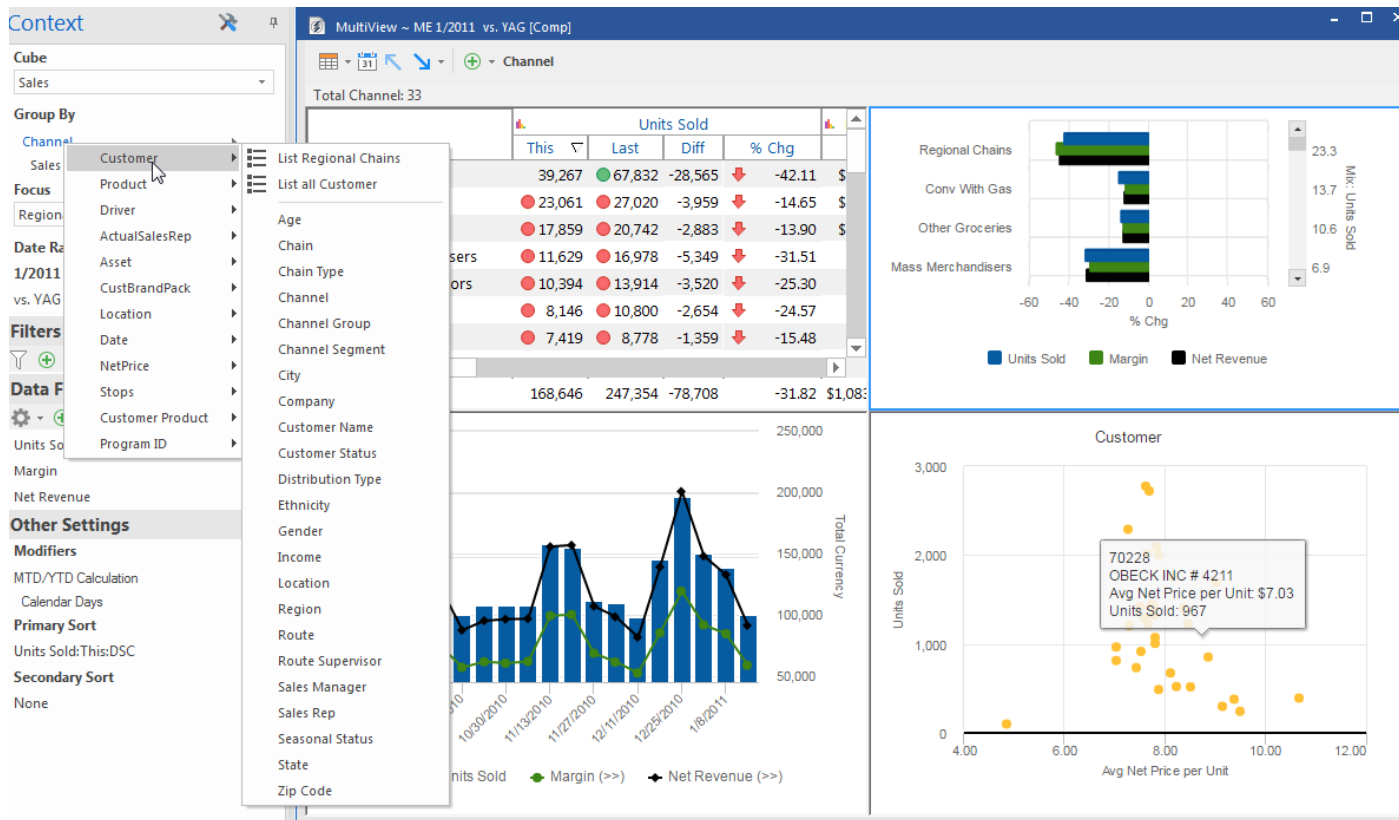 Context
Cube
Sales
Group By
Channel
Sales
Focus
Region
Date Ra
1/2011
vs. YAG
Filters
Data F
Units So
Margin
Net Revenue
Other Settings
Modifiers
MTD/YTD Calculation
Calendar Days
Primary Sort
Units Sold:This:DSC
Secondary Sort
None
Customer
Product
Driver
ActualSalesRep
Asset
CustBrandPack
Location
Date
NetPrice
Stops
Customer Product
Program ID
List Regional Chains
List all Customer
Age
Chain
Chain Type
Channel
Channel Group
Channel Segment
City
Company
Customer Name
Customer Status
Distribution Type
Ethnicity
Gender
Income
Location
Region
Route
Route Supervisor
Sales Manager
Sales Rep
Seasonal Status
State
Zip Code
MultiView ~ ME 1/2011 vs. YAG [Comp]
31 Channel
Total Channel: 33
Units Sold
This Last Diff % Chg
39,267 67,832 -28,565 -42.11 $
23,061 27,020 -3,959 -14.65 $
17,859 20,742 -2,883 -13.90 $
sers 11,629 16,978 -5,349 -31.51
ors 10,394 13,914 -3,520 -25.30
8,146 10,800 -2,654 -24.57
7,419 8,778 -1,359 -15.48
168,646 247,354 -78,708 -31.82 $1,083
Regional Chains
Conv With Gas
Other Groceries
Mass Merchandisers
-60 -40 -20 0 20 40 60
% Chg
23.3
13.7
10.6
6.9
Mix: Units Sold
Units Sold Margin Net Revenue
250,000
200,000
150,000
100,000
50,000
Total Currency
010 10/30/2010 11/13/2010 11/27/2010 12/11/2010 12/25/2010 1/8/2011
nits Sold Margin (>>) Net Revenue (>>)
Customer
3,000
2,000
1,000
0
Units Sold
4.00 6.00 8.00 10.00 12.00
Avg Net Price per Unit
70228
OBECK INC # 4211
Avg Net Price per Unit: $7.03
Units Sold: 967